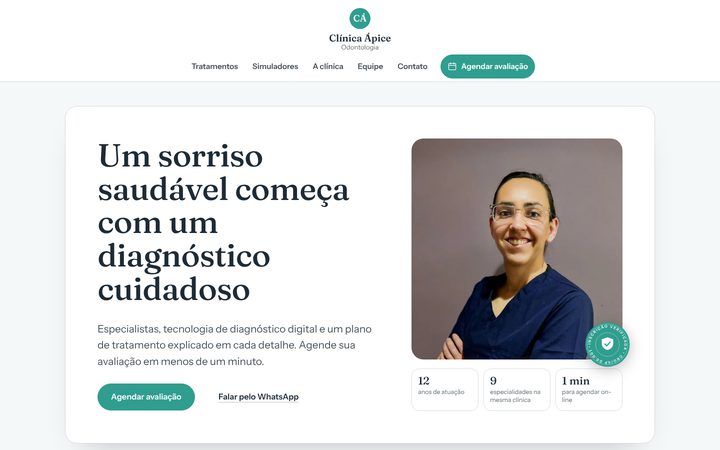 CÁ
Clínica Ápice
Odontologia
Tratamentos Simuladores A clínica Equipe Contato Agendar avaliação
Um sorriso
saudável começa
com um
diagnóstico
cuidadoso
Especialistas, tecnologia de diagnóstico digital e um plano
de tratamento explicado em cada detalhe. Agende sua
avaliação em menos de um minuto.
Agendar avaliação Falar pelo WhatsApp
INSCRIÇÃO VERIFICADA
12
anos de atuação
9
especialidades na
mesma clínica
1 min
para agendar on-
line